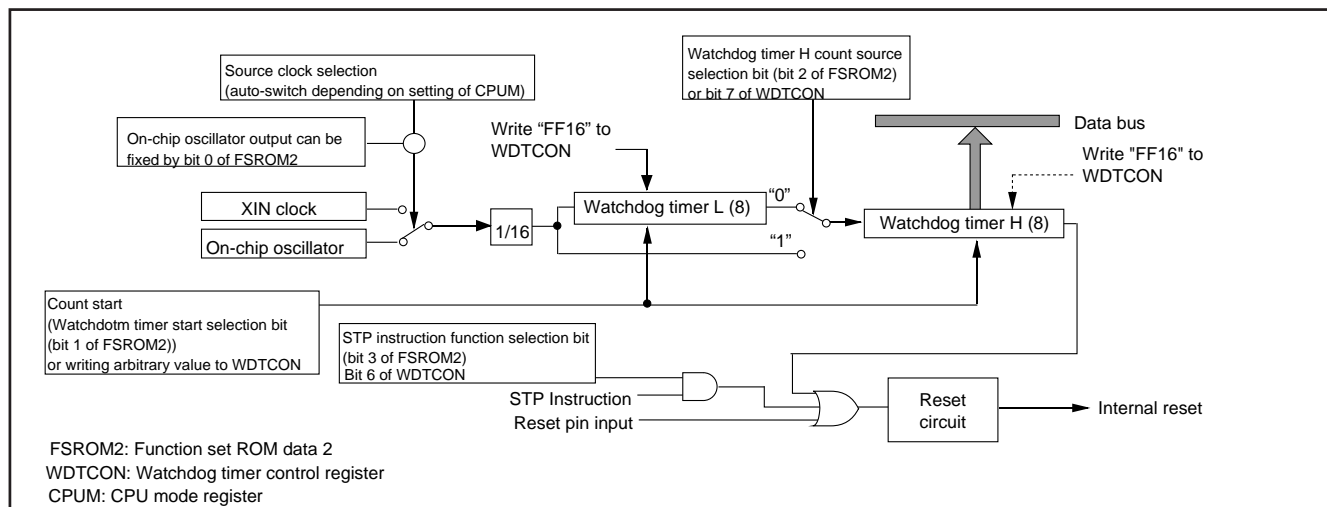 Source clock selection
(auto-switch depending on setting of CPUM)
Watchdog timer H count source
selection bit (bit 2 of FSROM2)
or bit 7 of WDTCON
On-chip oscillator output can be
fixed by bit 0 of FSROM2
Write “FF16” to
WDTCON
Data bus
Write "FF16" to
WDTCON
XIN clock
On-chip oscillator
1/16
Watchdog timer L (8)
“0”
“1”
Watchdog timer H (8)
Count start
(Watchdotm timer start selection bit
(bit 1 of FSROM2))
or writing arbitrary value to WDTCON
STP instruction function selection bit
(bit 3 of FSROM2)
Bit 6 of WDTCON
STP Instruction
Reset pin input
Reset
circuit
Internal reset
FSROM2: Function set ROM data 2
WDTCON: Watchdog timer control register
CPUM: CPU mode register